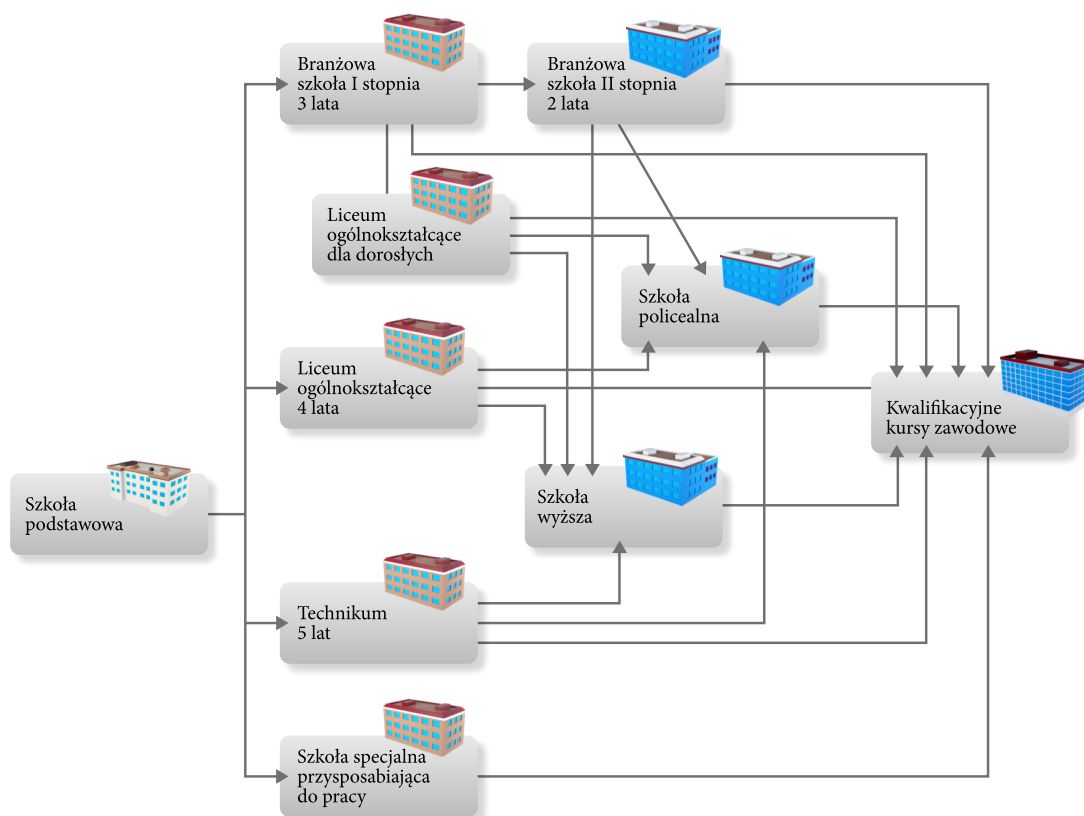 Branżowa
szkoła I stopnia
3 lata
Branżowa
szkoła II stopnia
2 lata
Liceum
ogólnokształcące
dla dorosłych
Szkoła
policealna
Liceum
ogólnokształcące
4 lata
Kwalifikacyjne
kursy zawodowe
Szkoła
podstawowa
Szkoła
wyższa
Technikum
5 lat
Szkoła specjalna
przysposabiająca
do pracy